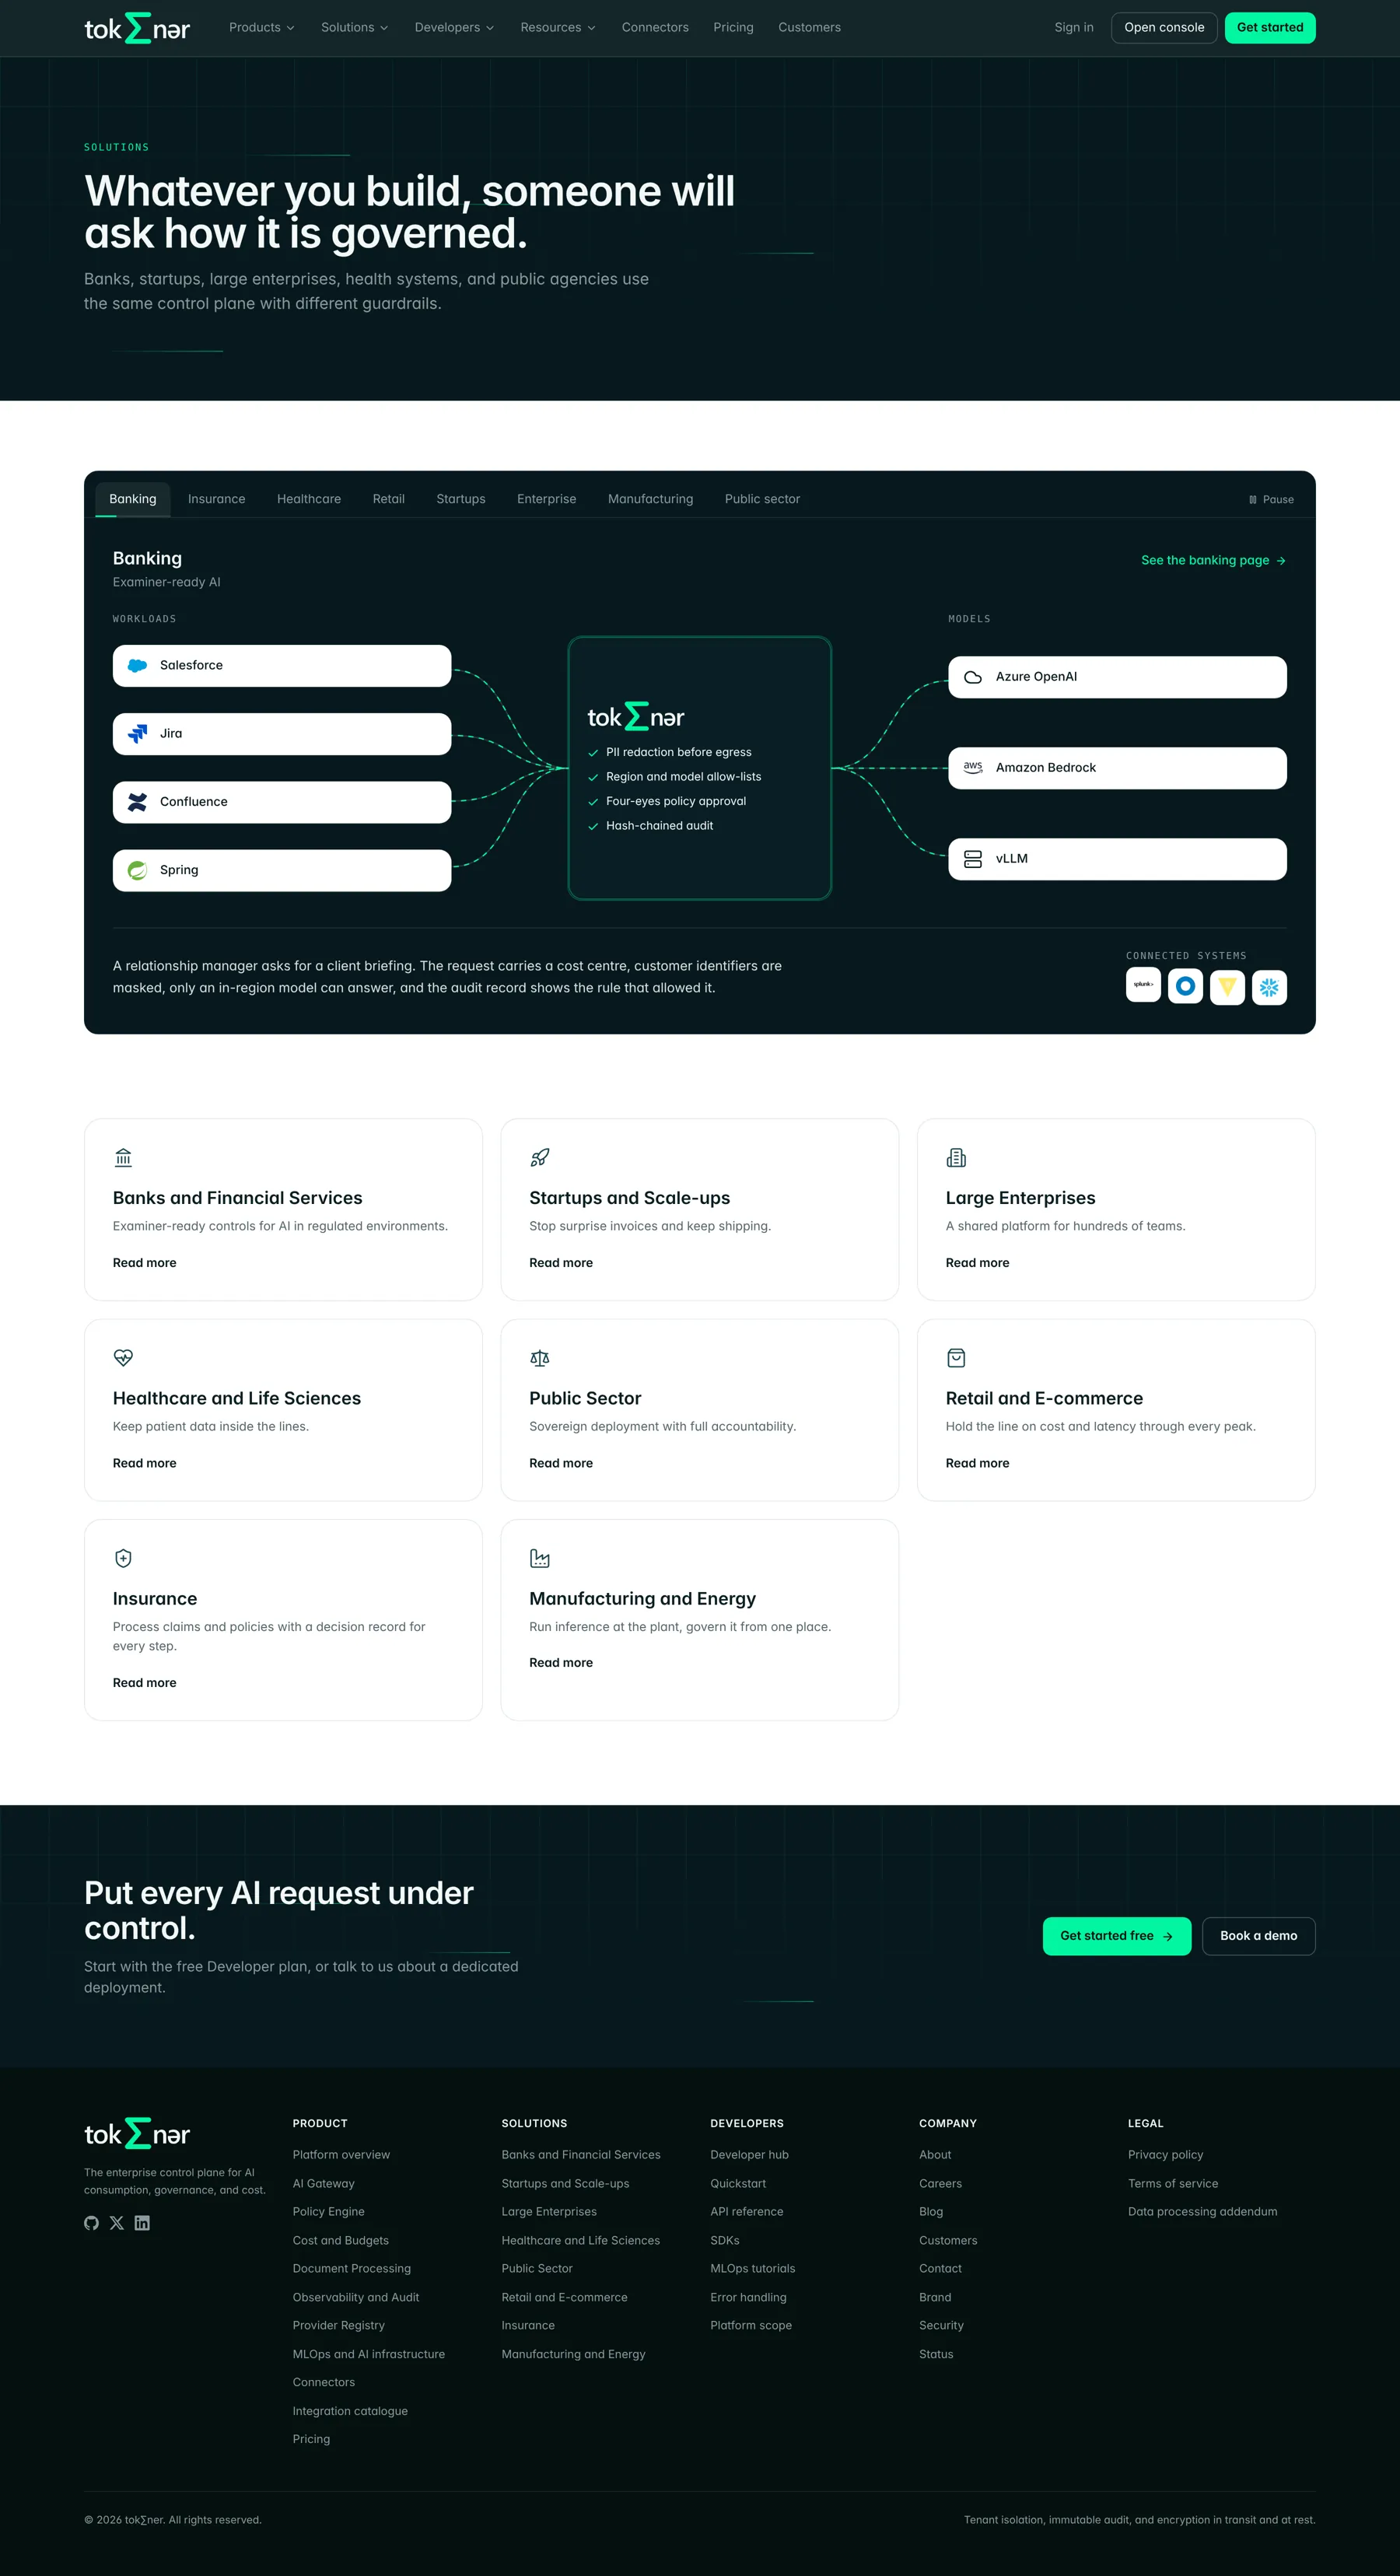 tok∑nər
Products
Solutions
Developers
Resources
Connectors
Pricing
Customers
Sign in
Open console
Get started
SOLUTIONS
Whatever you build, someone will
ask how it is governed.
Banks, startups, large enterprises, health systems, and public agencies use
the same control plane with different guardrails.
Banking
Insurance
Healthcare
Retail
Startups
Enterprise
Manufacturing
Public sector
Pause
Banking
Examiner-ready AI
See the banking page →
WORKLOADS
Salesforce
Jira
Confluence
Spring
tok∑nər
PII redaction before egress
Region and model allow-lists
Four-eyes policy approval
Hash-chained audit
MODELS
Azure OpenAI
aws
Amazon Bedrock
vLLM
A relationship manager asks for a client briefing. The request carries a cost centre, customer identifiers are
masked, only an in-region model can answer, and the audit record shows the rule that allowed it.
CONNECTED SYSTEMS
splunk>
Banks and Financial Services
Examiner-ready controls for AI in regulated environments.
Read more
Startups and Scale-ups
Stop surprise invoices and keep shipping.
Read more
Large Enterprises
A shared platform for hundreds of teams.
Read more
Healthcare and Life Sciences
Keep patient data inside the lines.
Read more
Public Sector
Sovereign deployment with full accountability.
Read more
Retail and E-commerce
Hold the line on cost and latency through every peak.
Read more
Insurance
Process claims and policies with a decision record for
every step.
Read more
Manufacturing and Energy
Run inference at the plant, govern it from one place.
Read more
Put every AI request under
control.
Start with the free Developer plan, or talk to us about a dedicated
deployment.
Get started free →
Book a demo
tok∑nər
The enterprise control plane for AI
consumption, governance, and cost.
PRODUCT
Platform overview
AI Gateway
Policy Engine
Cost and Budgets
Document Processing
Observability and Audit
Provider Registry
MLOps and AI infrastructure
Connectors
Integration catalogue
Pricing
SOLUTIONS
Banks and Financial Services
Startups and Scale-ups
Large Enterprises
Healthcare and Life Sciences
Public Sector
Retail and E-commerce
Insurance
Manufacturing and Energy
DEVELOPERS
Developer hub
Quickstart
API reference
SDKs
MLOps tutorials
Error handling
Platform scope
COMPANY
About
Careers
Blog
Customers
Contact
Brand
Security
Status
LEGAL
Privacy policy
Terms of service
Data processing addendum
© 2026 tok∑ner. All rights reserved.
Tenant isolation, immutable audit, and encryption in transit and at rest.